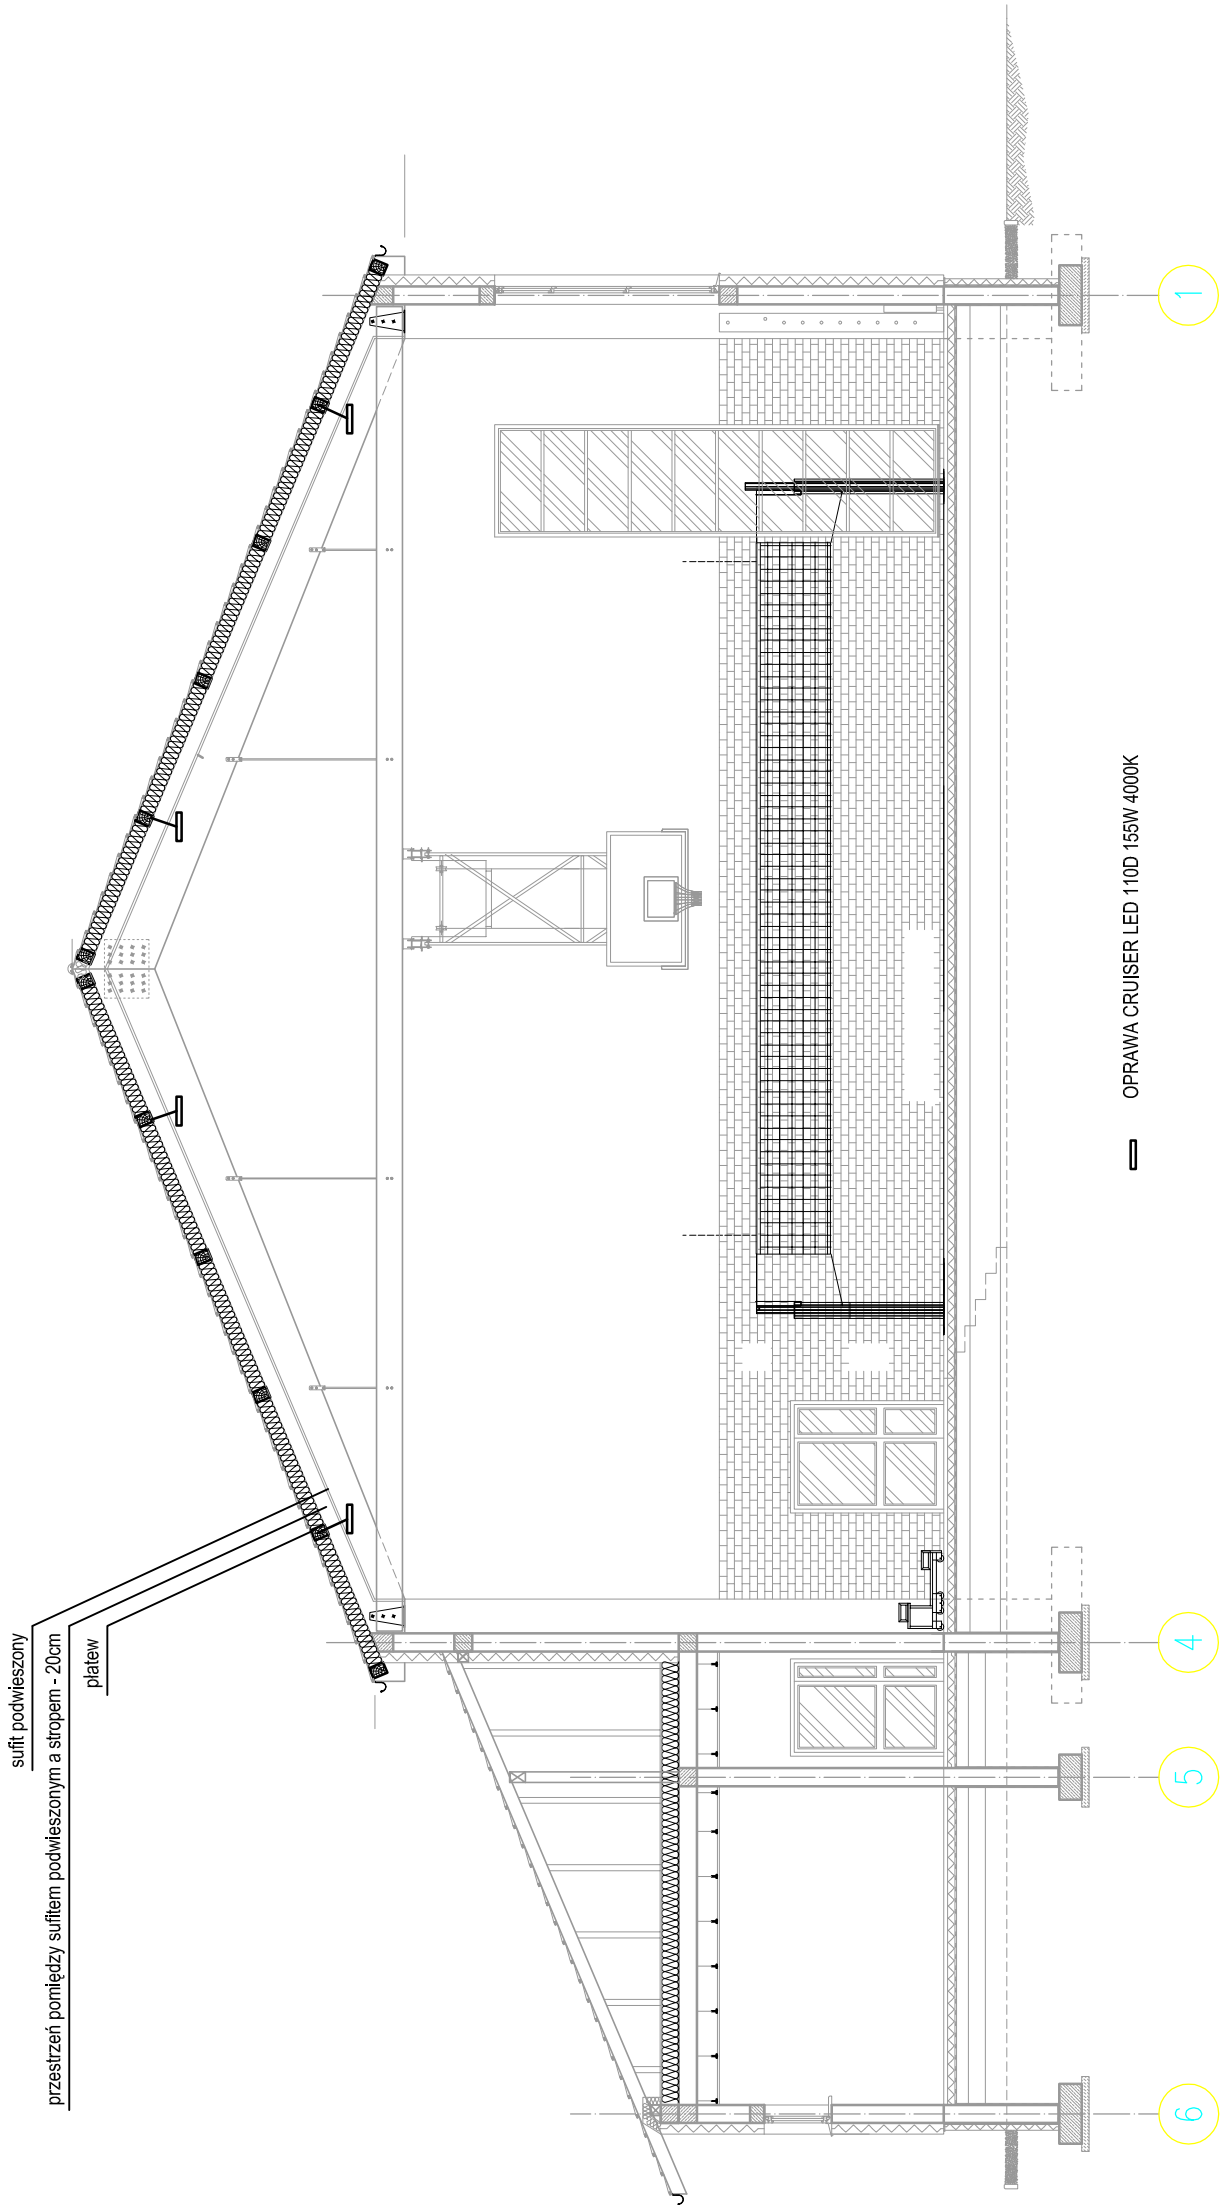 sufit podwieszony
przestrzeń pomiędzy sufitem podwieszonym a stropem - 20cm
płatew
OPRAWA CRUISER LED 110D 155W 4000K
6
5
4
1